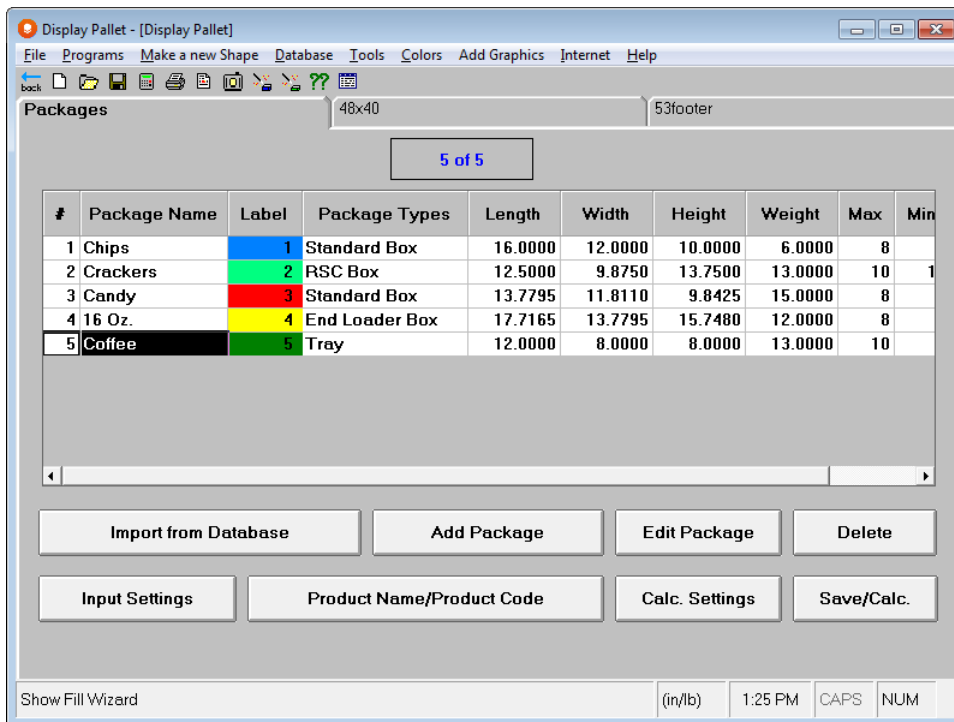 Display Pallet - [Display Pallet]
File Programs Make a new Shape Database Tools Colors Add Graphics Internet Help
back ??
Packages 48x40 53footer
5 of 5
# Package Name Label Package Types Length Width Height Weight Max Min
1 Chips 1 Standard Box 16.0000 12.0000 10.0000 6.0000 8
2 Crackers 2 RSC Box 12.5000 9.8750 13.7500 13.0000 10 1
3 Candy 3 Standard Box 13.7795 11.8110 9.8425 15.0000 8
4 16 Oz. 4 End Loader Box 17.7165 13.7795 15.7480 12.0000 8
5 Coffee 5 Tray 12.0000 8.0000 8.0000 13.0000 10
Import from Database Add Package Edit Package Delete
Input Settings Product Name/Product Code Calc. Settings Save/Calc.
Show Fill Wizard (in/lb) 1:25 PM CAPS NUM